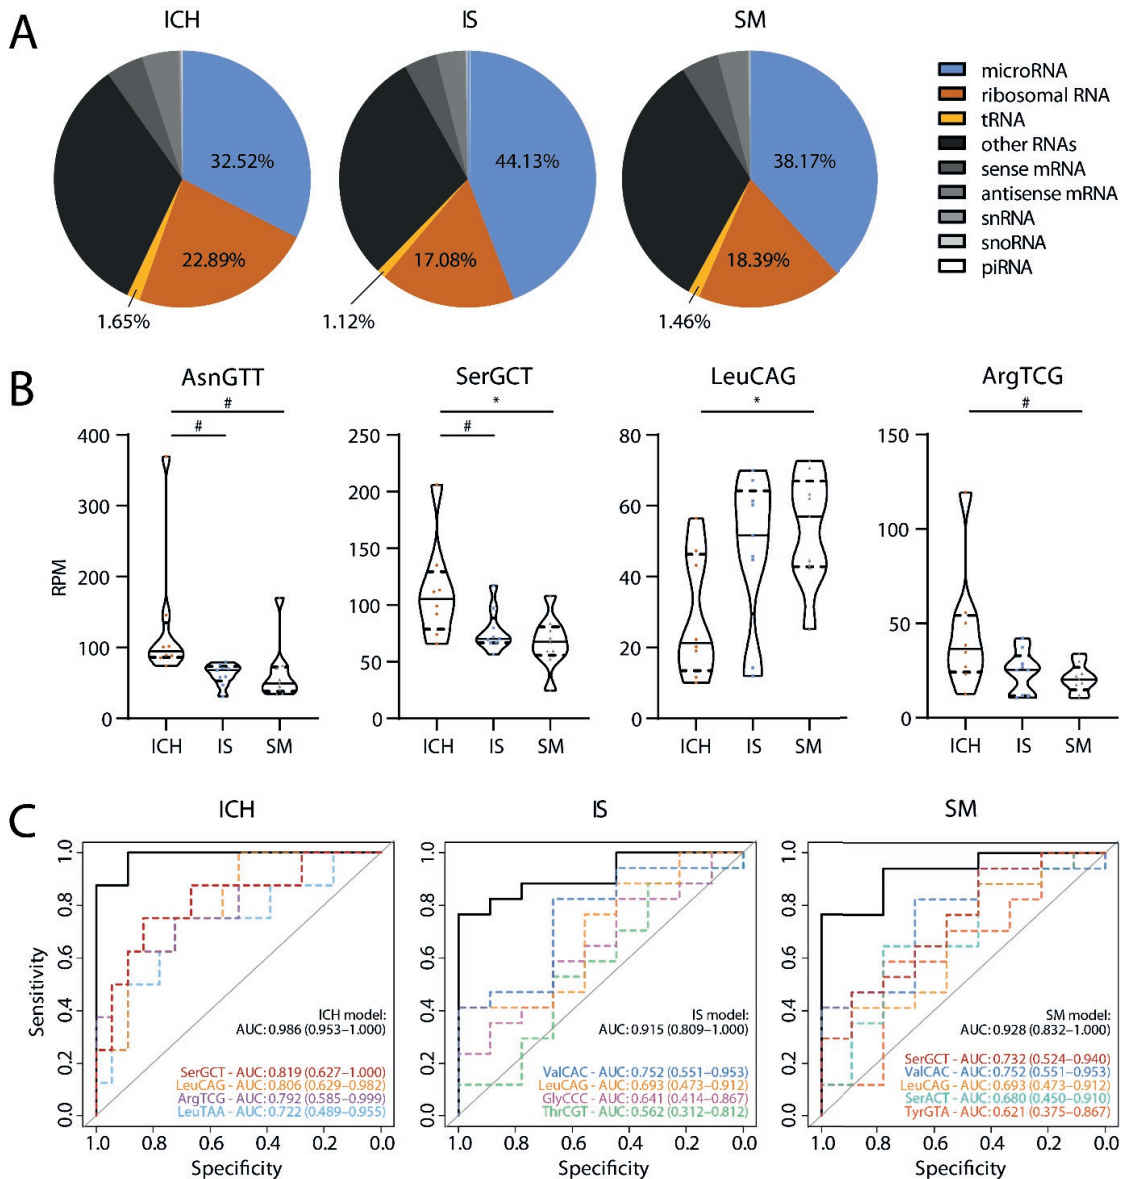 A
ICH
IS
SM
32.52%
22.89%
1.65%
44.13%
17.08%
1.12%
38.17%
18.39%
1.46%
microRNA
ribosomal RNA
tRNA
other RNAs
sense mRNA
antisense mRNA
snRNA
snoRNA
piRNA
B
AsnGTT
#
#
400
300
200
100
0
RPM
ICH
IS
SM
SerGCT
*
#
250
200
150
100
50
0
ICH
IS
SM
LeuCAG
*
80
60
40
20
0
ICH
IS
SM
ArgTCG
#
150
100
50
0
ICH
IS
SM
C
ICH
1.0
0.8
0.6
0.4
0.2
0.0
Sensitivity
ICH model:
AUC: 0.986 (0.953–1.000)
SerGCT - AUC: 0.819 (0.627–1.000)
LeuCAG - AUC: 0.806 (0.629–0.982)
ArgTCG - AUC: 0.792 (0.585–0.999)
LeuTAA - AUC: 0.722 (0.489–0.955)
1.0 0.8 0.6 0.4 0.2 0.0
Specificity
IS
1.0
0.8
0.6
0.4
0.2
0.0
IS model:
AUC: 0.915 (0.809–1.000)
ValCAC - AUC: 0.752 (0.551–0.953)
LeuCAG - AUC: 0.693 (0.473–0.912)
GlyCCC - AUC: 0.641 (0.414–0.867)
ThrCGT - AUC: 0.562 (0.312–0.812)
1.0 0.8 0.6 0.4 0.2 0.0
Specificity
SM
1.0
0.8
0.6
0.4
0.2
0.0
SM model:
AUC: 0.928 (0.832–1.000)
SerGCT - AUC: 0.732 (0.524–0.940)
ValCAC - AUC: 0.752 (0.551–0.953)
LeuCAG - AUC: 0.693 (0.473–0.912)
SerACT - AUC: 0.680 (0.450–0.910)
TyrGTA - AUC: 0.621 (0.375–0.867)
1.0 0.8 0.6 0.4 0.2 0.0
Specificity